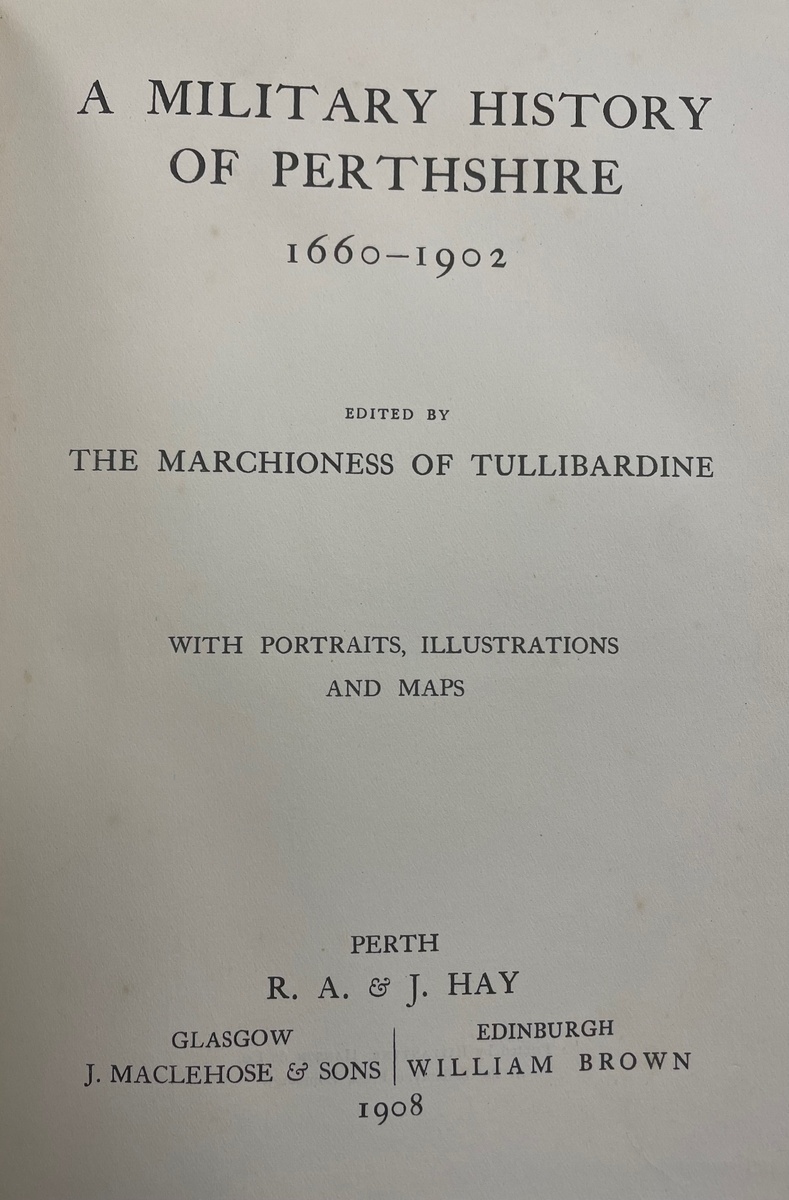 A MILITARY HISTORY
OF PERTHSHIRE
1660–1902
EDITED BY
THE MARCHIONESS OF TULLIBARDINE
WITH PORTRAITS, ILLUSTRATIONS
AND MAPS
PERTH
R. A. & J. HAY
GLASGOW
J. MACLEHOSE & SONS
EDINBURGH
WILLIAM BROWN
1908